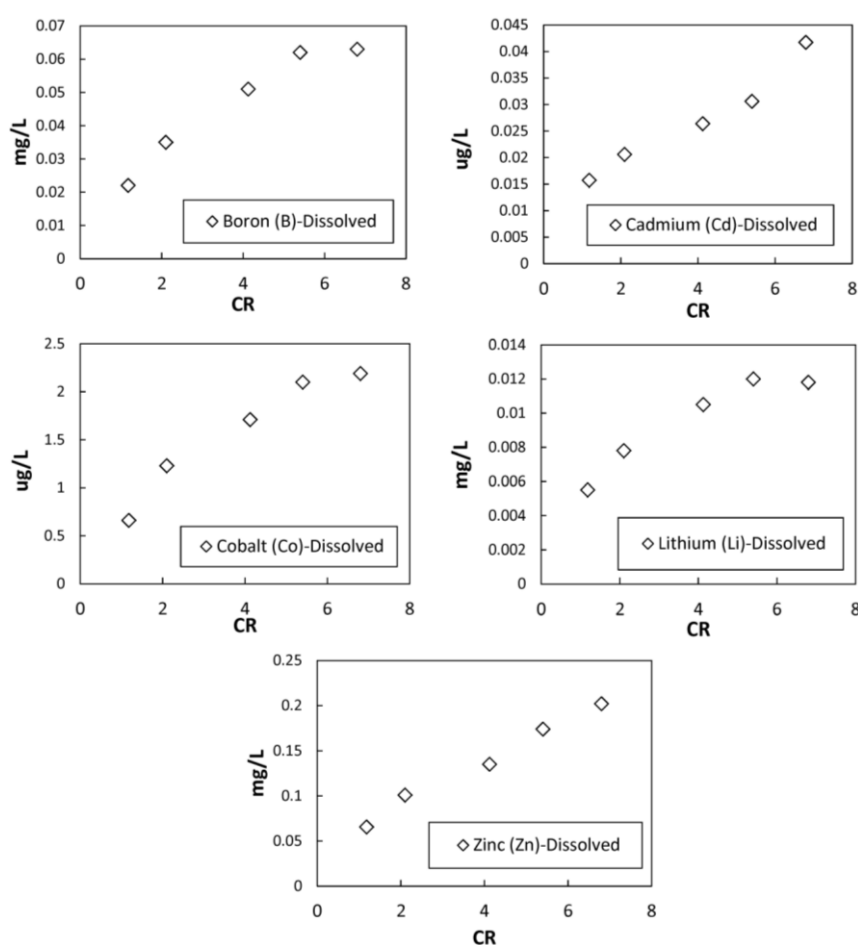 0.07
0.06
0.05
0.04
0.03
0.02
0.01
0
mg/L
Boron (B)-Dissolved
0 2 4 6 8
CR
0.045
0.04
0.035
0.03
0.025
0.02
0.015
0.01
0.005
0
ug/L
Cadmium (Cd)-Dissolved
0 2 4 6 8
CR
2.5
2
1.5
1
0.5
0
ug/L
Cobalt (Co)-Dissolved
0 2 4 6 8
CR
0.014
0.012
0.01
0.008
0.006
0.004
0.002
0
mg/L
Lithium (Li)-Dissolved
0 2 4 6 8
CR
0.25
0.2
0.15
0.1
0.05
0
mg/L
Zinc (Zn)-Dissolved
0 2 4 6 8
CR